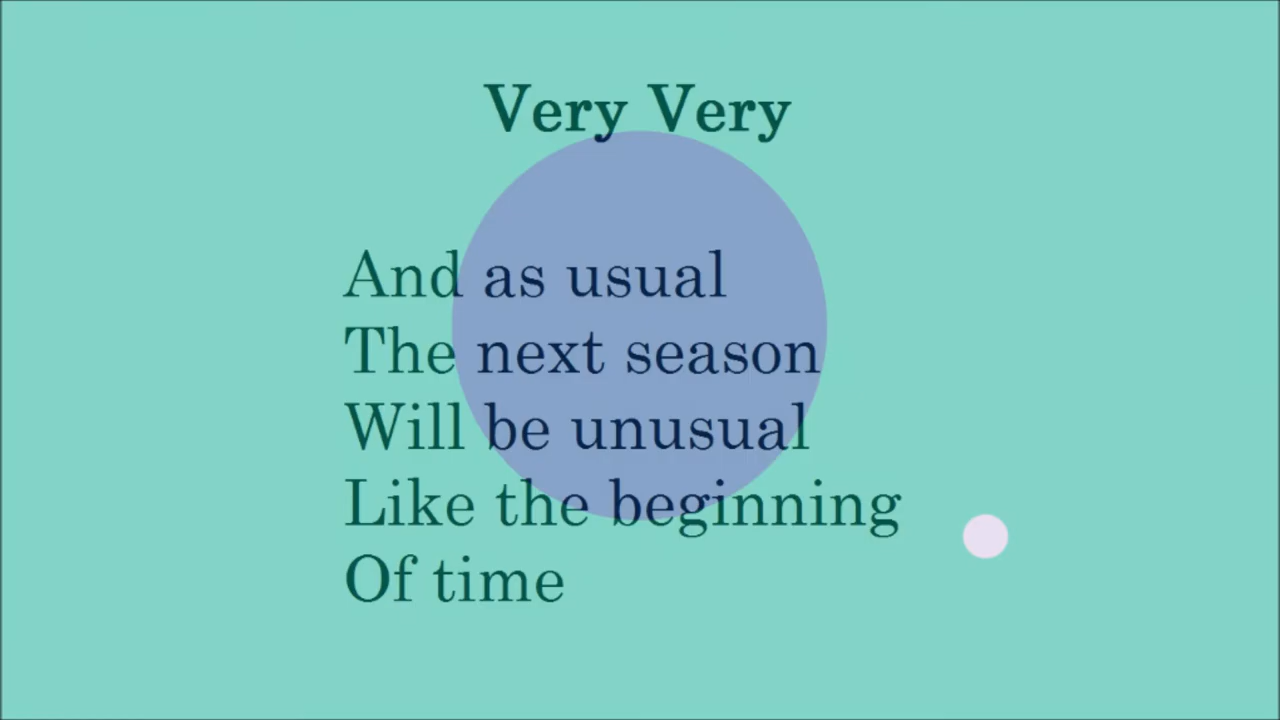 Very Very
And as usual
The next season
Will be unusual
Like the beginning
Of time